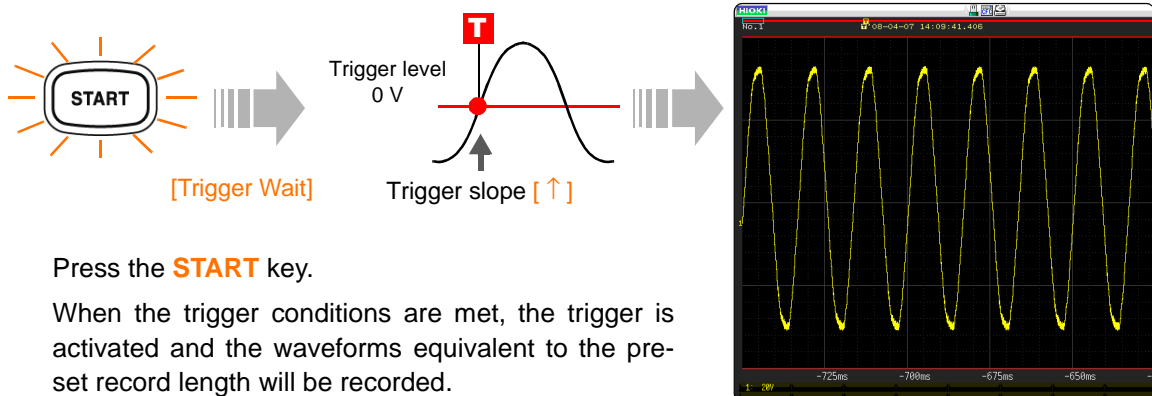 START
[Trigger Wait]
T
Trigger level
0 V
Trigger slope [ ↑ ]
Press the START key.
When the trigger conditions are met, the trigger is
activated and the waveforms equivalent to the pre-
set record length will be recorded.
HIOKI
No.1
'08-04-07 14:09:41.406
1
-725ms
-700ms
-675ms
-650ms
1: 20V